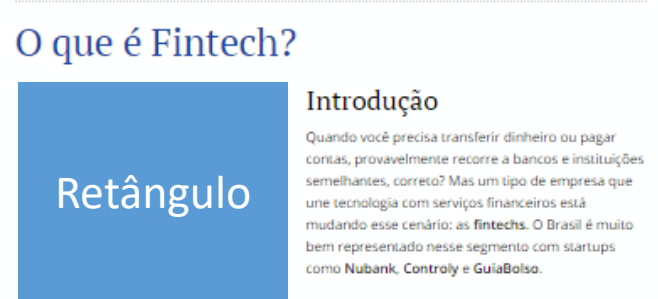 O que é Fintech?
Retângulo
Introdução
Quando você precisa transferir dinheiro ou pagar
contas, provavelmente recorre a bancos e instituições
semelhantes, correto? Mas um tipo de empresa que
une tecnologia com serviços financeiros está
mudando esse cenário: as fintechs. O Brasil é muito
bem representado nesse segmento com startups
como Nubank, Controly e GuiaBolso.